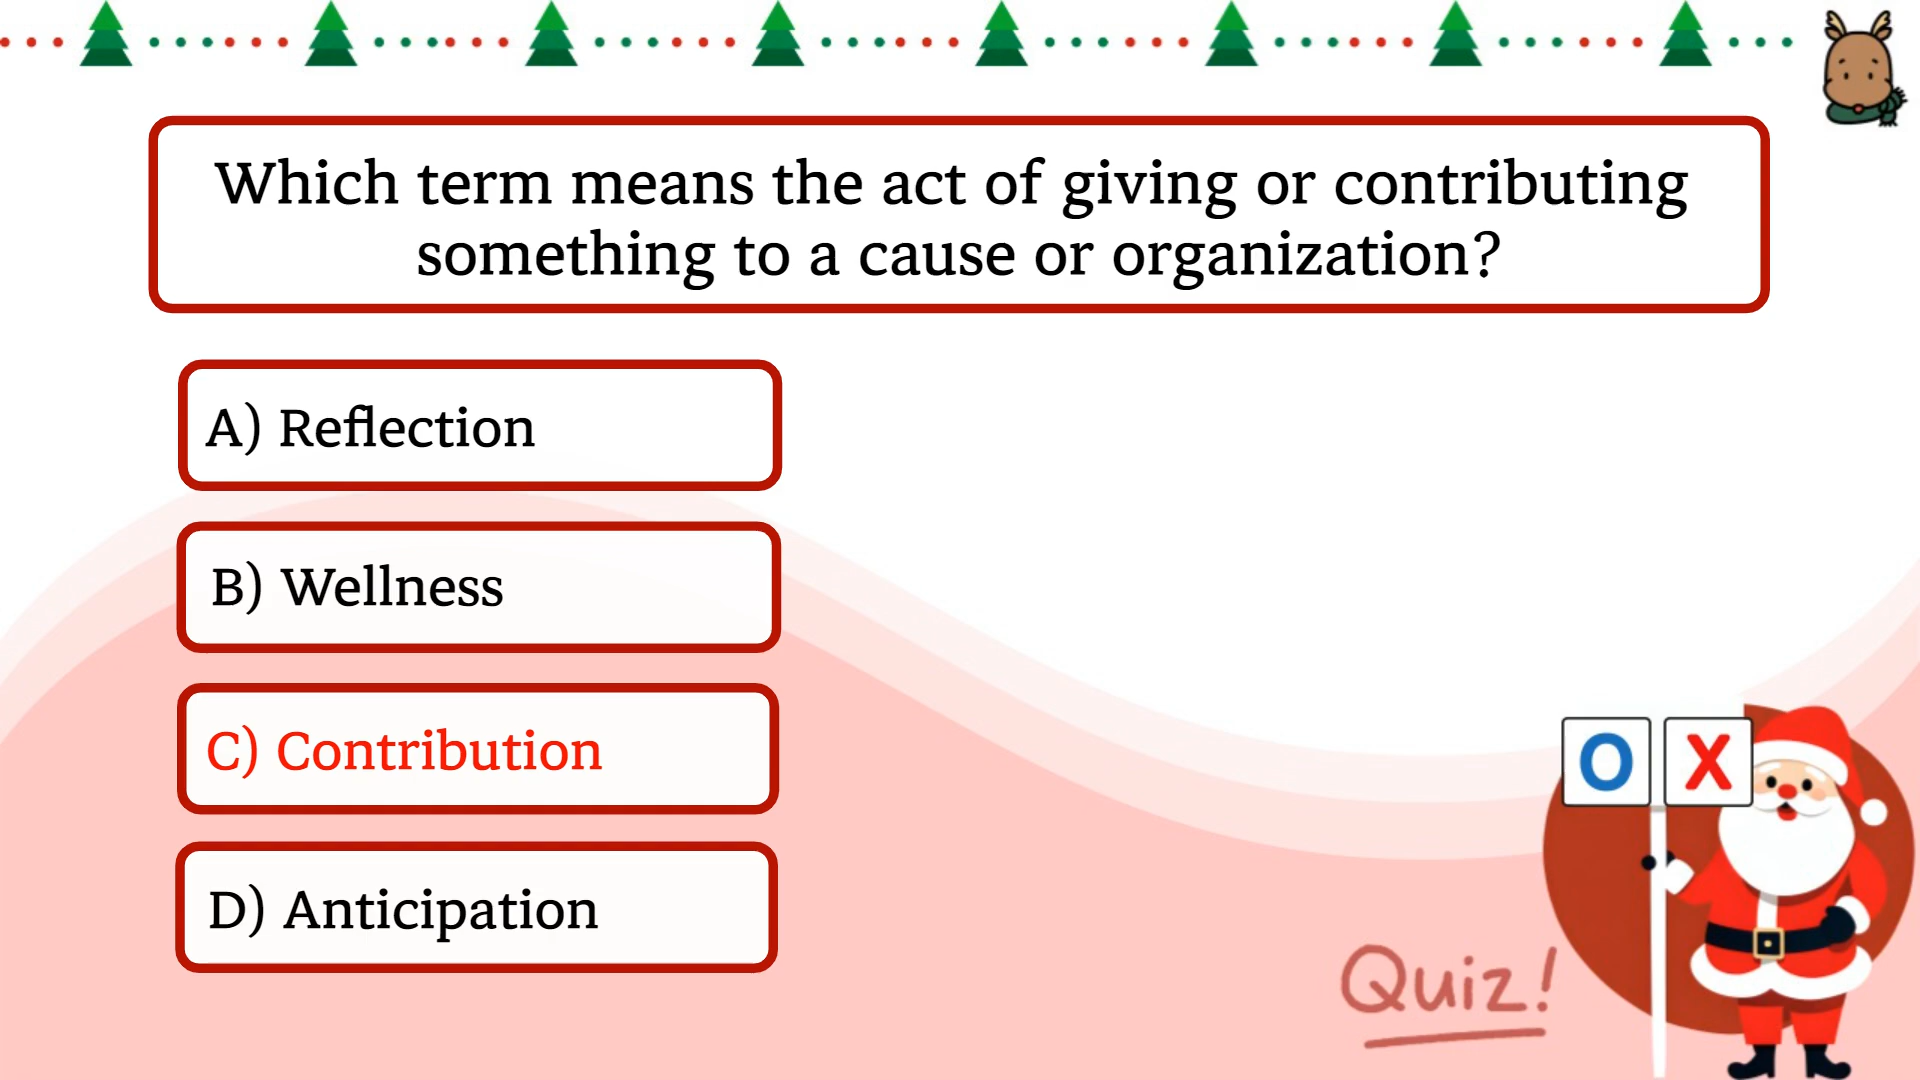 Which term means the act of giving or contributing
something to a cause or organization?
A) Reflection
B) Wellness
C) Contribution
D) Anticipation
O X
Quiz!